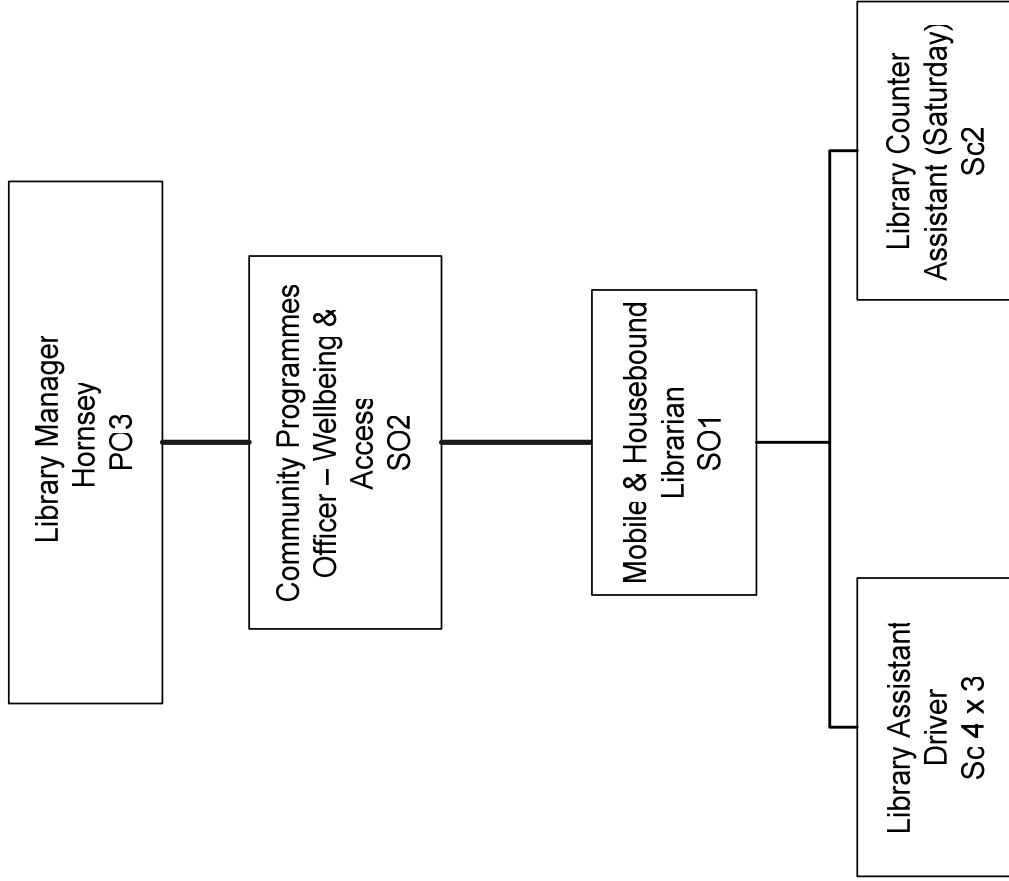 Library Manager
Hornsey
PO3
Community Programmes
Officer – Wellbeing &
Access
SO2
Mobile & Housebound
Librarian
SO1
Library Assistant
Driver
Sc 4 x 3
Library Counter
Assistant (Saturday)
Sc2